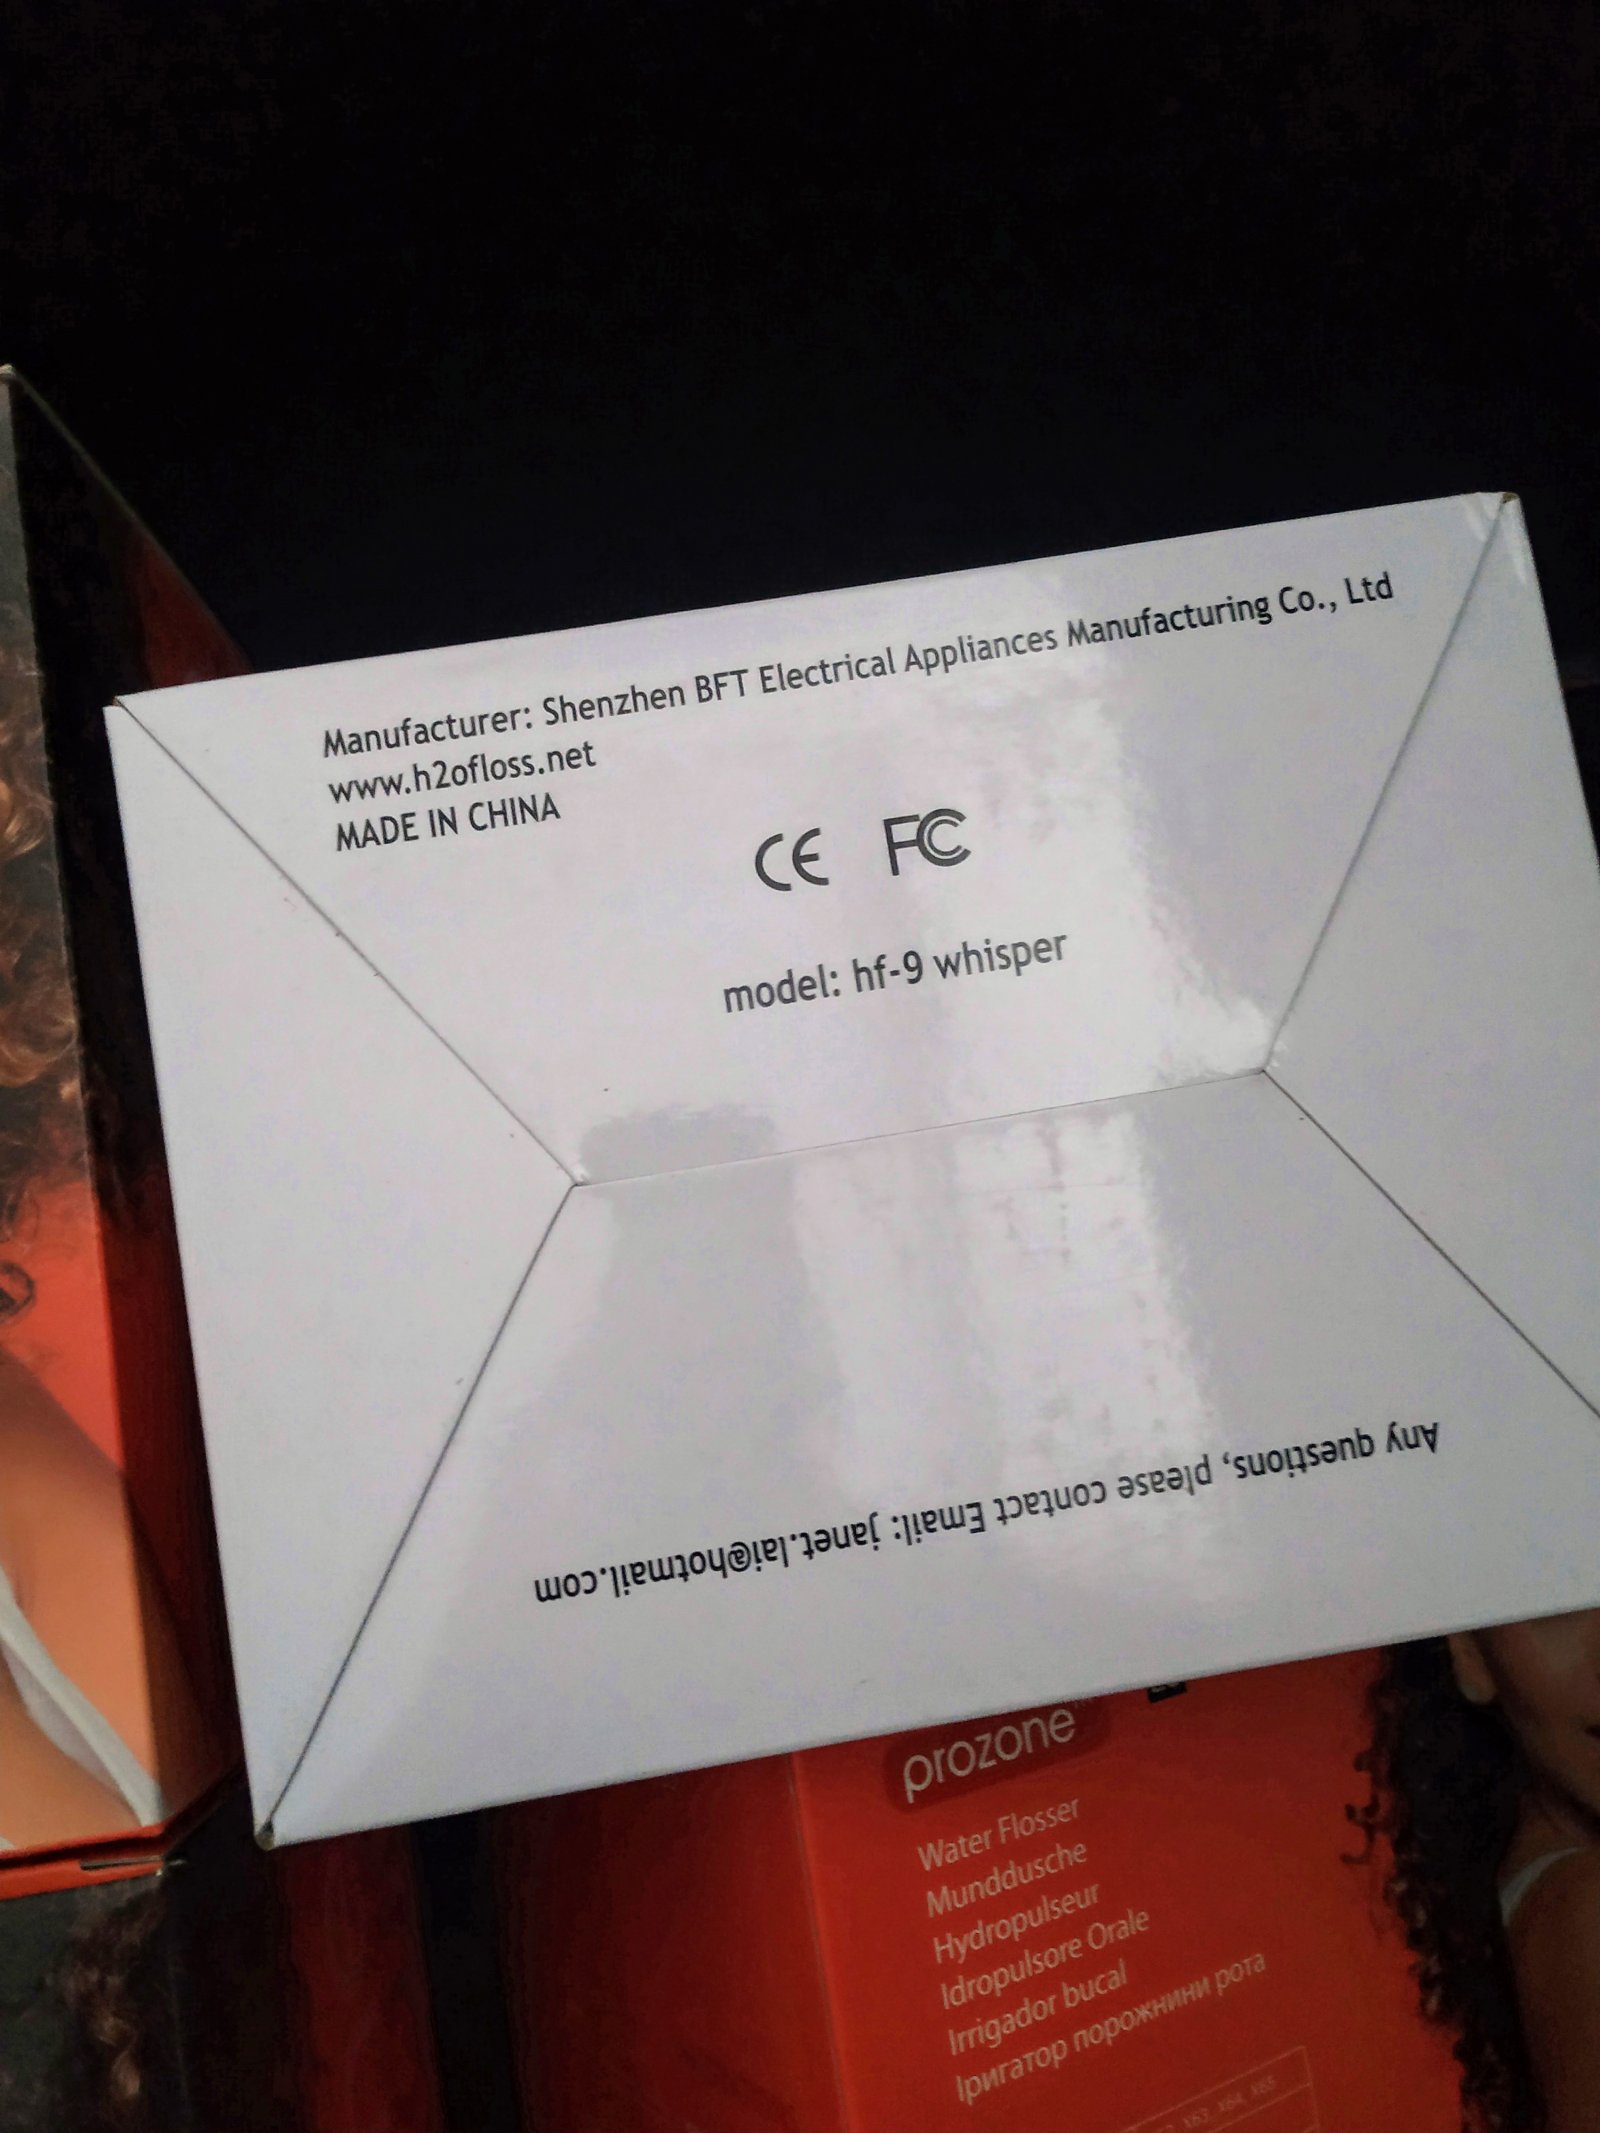 Manufacturer: Shenzhen BFT Electrical Appliances Manufacturing Co., Ltd
www.h2ofloss.net
MADE IN CHINA
CE FC
model: hf-9 whisper
Any questions, please contact Email: janet.lai@hotmail.com
prozone
Water Flosser
Munddusche
Hydropulseur
Idropulsore Orale
Irrigador bucal
Іригатор порожнини рота